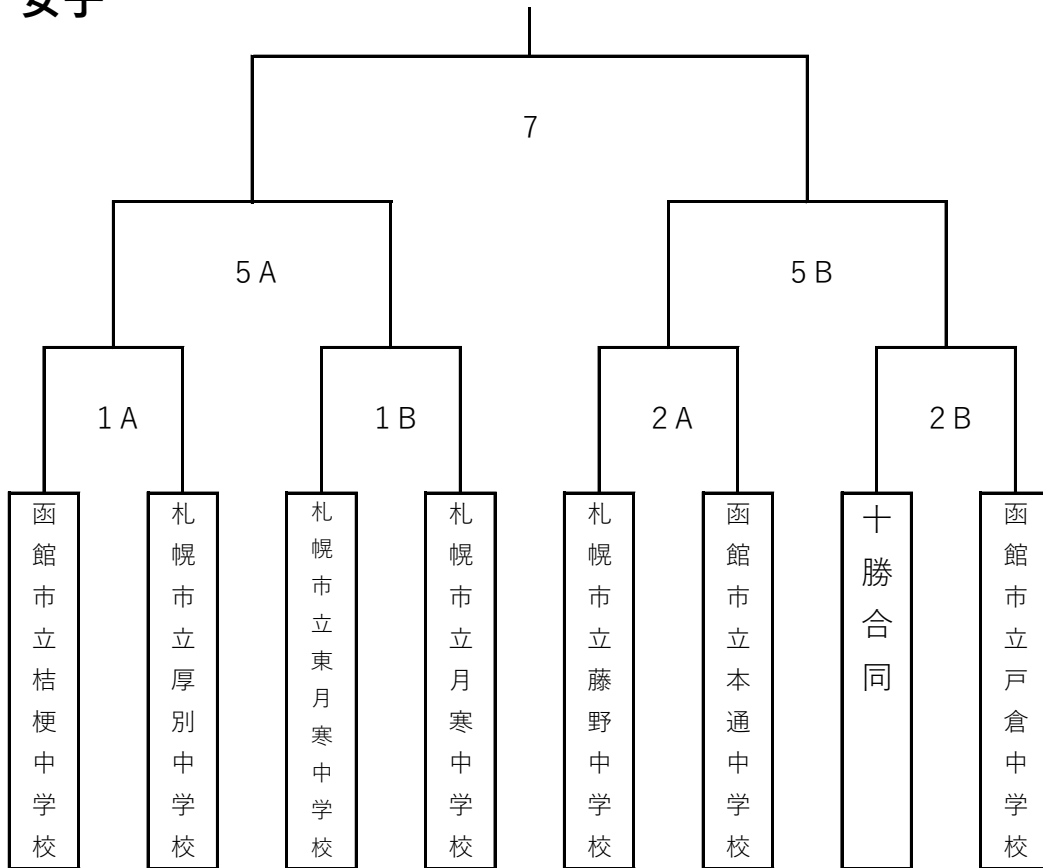 女子
7
5A
5B
1A
1B
2A
2B
函館市立桔梗中学校
札幌市立厚別中学校
札幌市立東月寒中学校
札幌市立月寒中学校
札幌市立藤野中学校
函館市立本通中学校
十勝合同
函館市立戸倉中学校